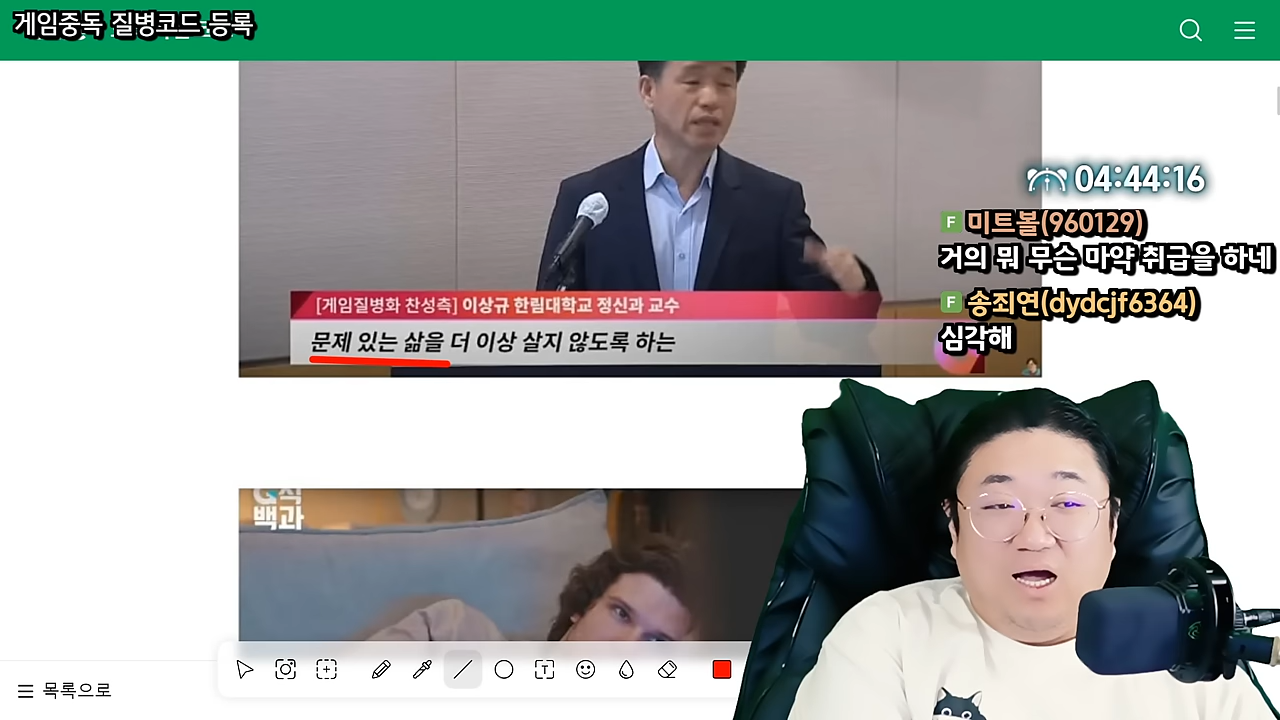 게임중독 질병코드 등록
04:44:16
F 미트볼(960129)
거의 뭐 무슨 마약 취급을 하네
F 송죄연(dydcjf6364)
심각해
[게임질병화 찬성측] 이상규 한림대학교 정신과 교수
문제 있는 삶을 더 이상 살지 않도록 하는
G식
백과
목록으로